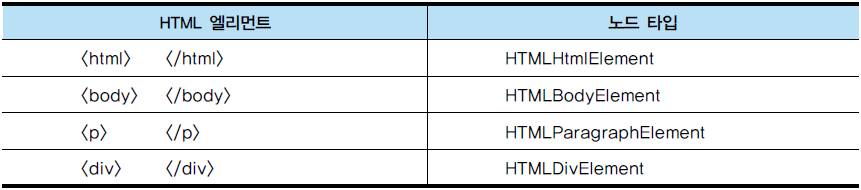 HTML 엘리먼트 노드 타입
〈html〉 〈/html〉 HTMLHtmlElement
〈body〉 〈/body〉 HTMLBodyElement
〈p〉 〈/p〉 HTMLParagraphElement
〈div〉 〈/div〉 HTMLDivElement